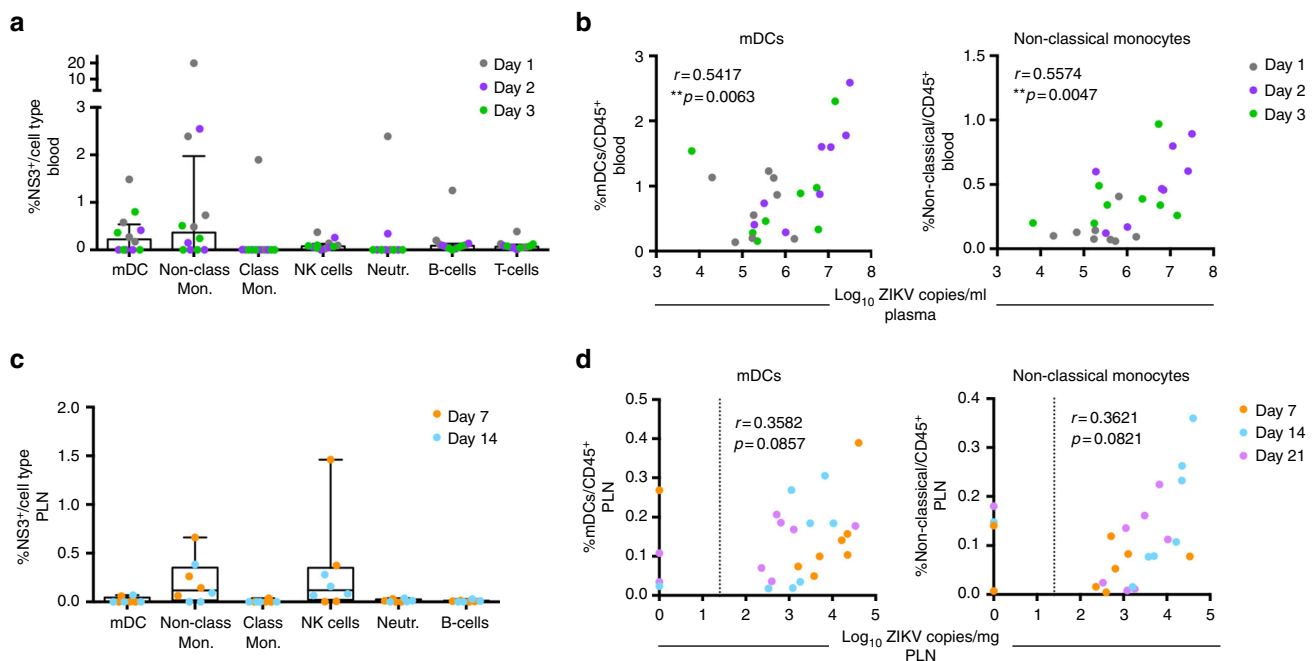 a
%NS3⁺/cell type
blood
20
10
3
2
1
0
Day 1
Day 2
Day 3
mDC
Non-class
Mon.
Class
Mon.
NK cells
Neutr.
B-cells
T-cells
b
mDCs
%mDCs/CD45⁺
blood
3
2
1
0
r=0.5417
**p=0.0063
3 4 5 6 7 8
Non-classical monocytes
%Non-classical/CD45⁺
blood
1.5
1.0
0.5
0.0
r=0.5574
**p=0.0047
3 4 5 6 7 8
Day 1
Day 2
Day 3
Log₁₀ ZIKV copies/ml
plasma
c
%NS3⁺/cell type
PLN
2.0
1.5
1.0
0.5
0.0
Day 7
Day 14
mDC
Non-class
Mon.
Class
Mon.
NK cells
Neutr.
B-cells
d
mDCs
%mDCs/CD45⁺
PLN
0.5
0.4
0.3
0.2
0.1
0.0
r=0.3582
p=0.0857
0 1 2 3 4 5
Non-classical monocytes
%Non-classical/CD45⁺
PLN
0.4
0.3
0.2
0.1
0.0
r=0.3621
p=0.0821
0 1 2 3 4 5
Day 7
Day 14
Day 21
Log₁₀ ZIKV copies/mg
PLN